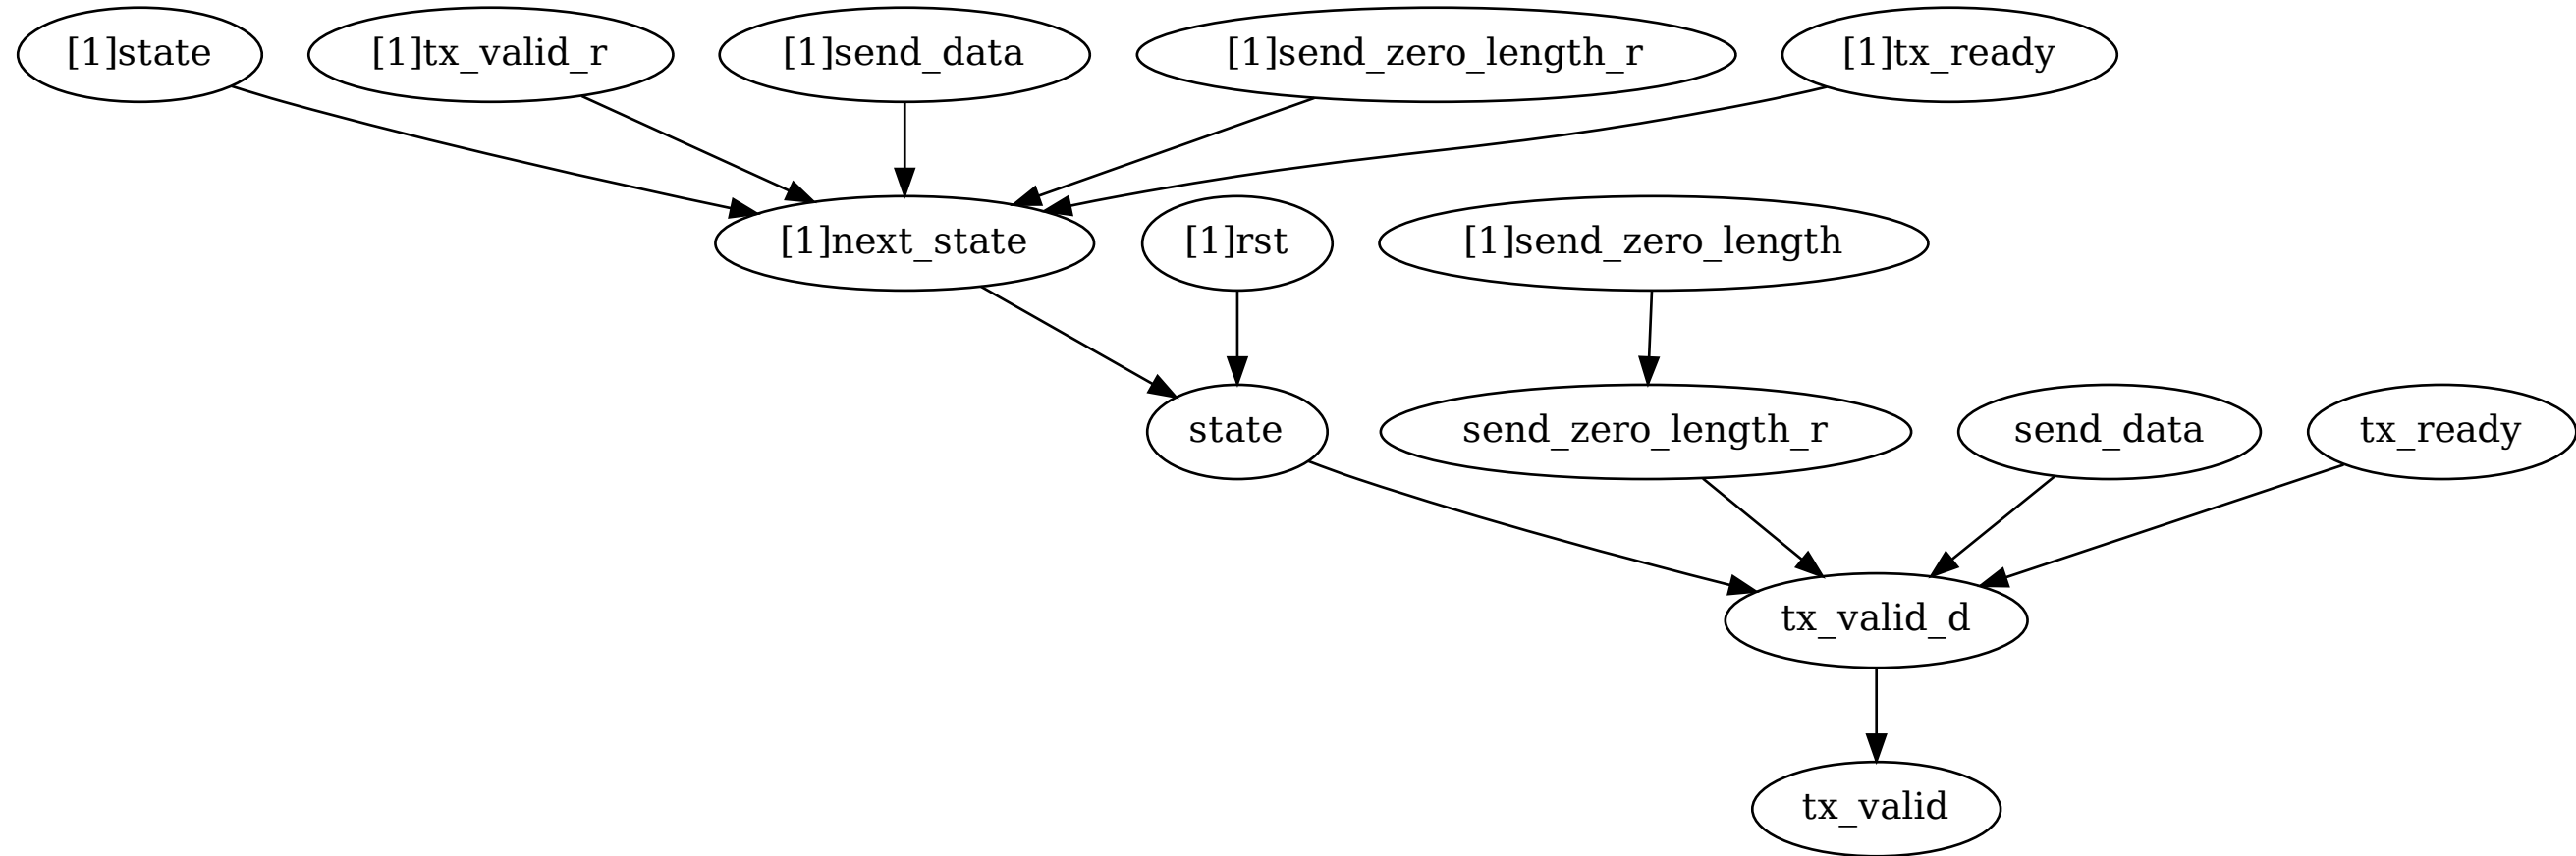 [1]state
[1]tx_valid_r
[1]send_data
[1]send_zero_length_r
[1]tx_ready
[1]next_state
[1]rst
[1]send_zero_length
state
send_zero_length_r
send_data
tx_ready
tx_valid_d
tx_valid